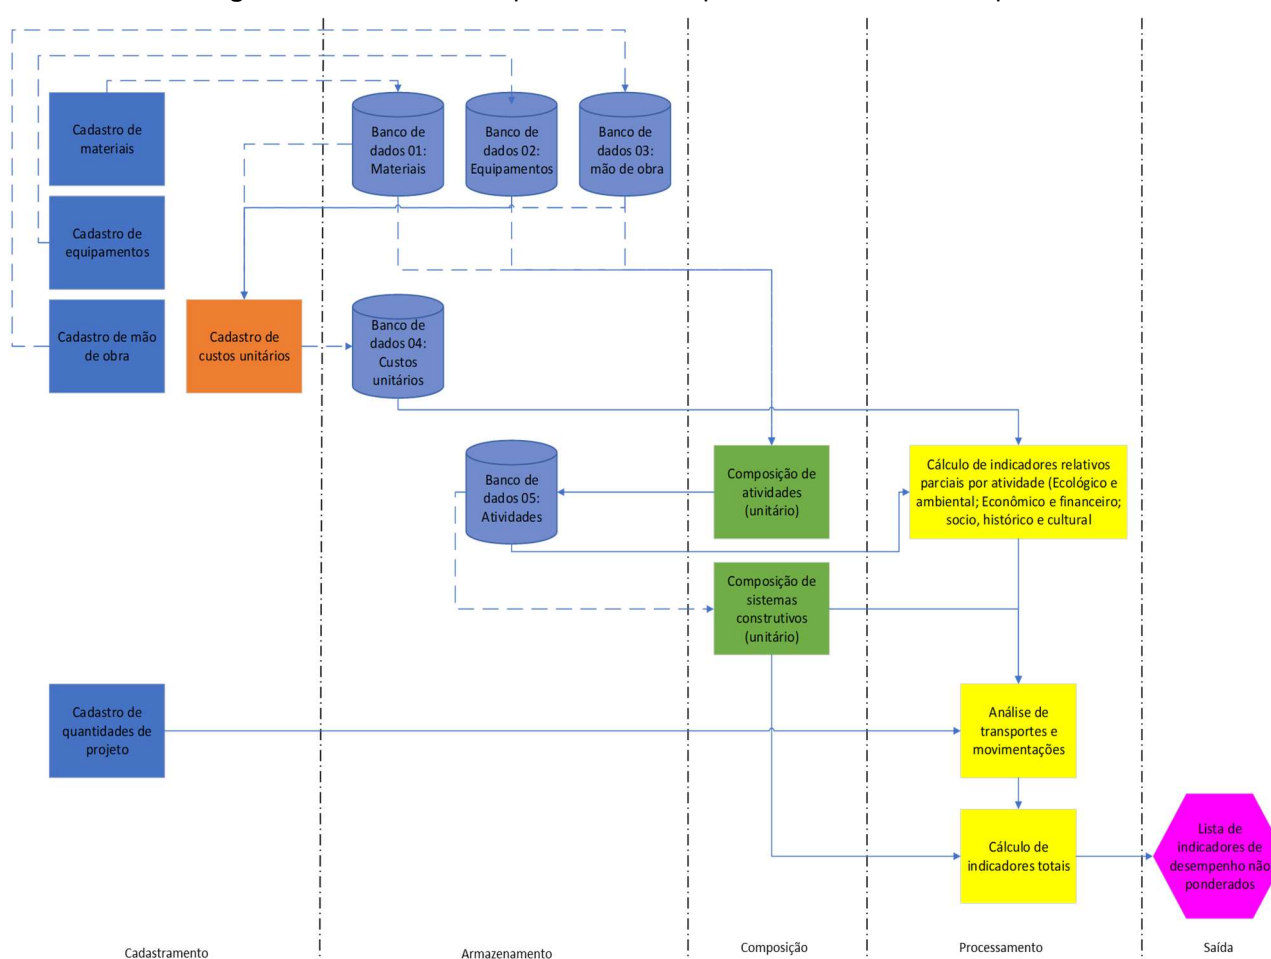 Cadastro de
materiais
Banco de
dados 01:
Materiais
Banco de
dados 02:
Equipamentos
Banco de
dados 03:
mão de obra
Cadastro de
equipamentos
Cadastro de mão
de obra
Cadastro de
custos unitários
Banco de
dados 04:
Custos
unitários
Banco de
dados 05:
Atividades
Composição de
atividades
(unitário)
Cálculo de indicadores relativos
parciais por atividade (Ecológico e
ambiental; Econômico e financeiro;
socio, histórico e cultural
Composição de
sistemas
construtivos
(unitário)
Cadastro de
quantidades de
projeto
Análise de
transportes e
movimentações
Cálculo de
indicadores totais
Lista de
indicadores de
desempenho não
ponderados
Cadastramento
Armazenamento
Composição
Processamento
Saída